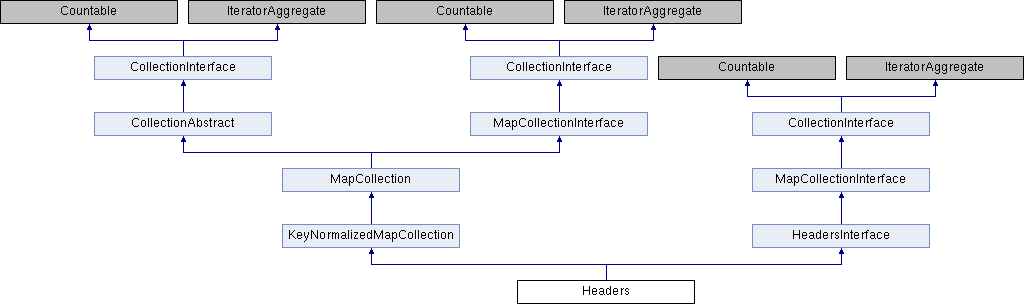 Countable
IteratorAggregate
Countable
IteratorAggregate
CollectionInterface
CollectionInterface
Countable
IteratorAggregate
CollectionAbstract
MapCollectionInterface
CollectionInterface
MapCollection
MapCollectionInterface
KeyNormalizedMapCollection
HeadersInterface
Headers